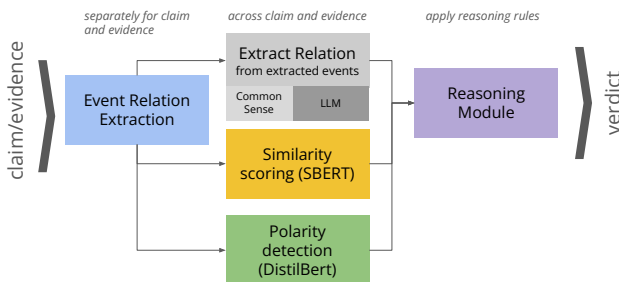 separately for claim
and evidence
across claim and evidence
apply reasoning rules
claim/evidence
Event Relation
Extraction
Extract Relation
from extracted events
Common
Sense
LLM
Similarity
scoring (SBERT)
Polarity
detection
(DistilBert)
Reasoning
Module
verdict